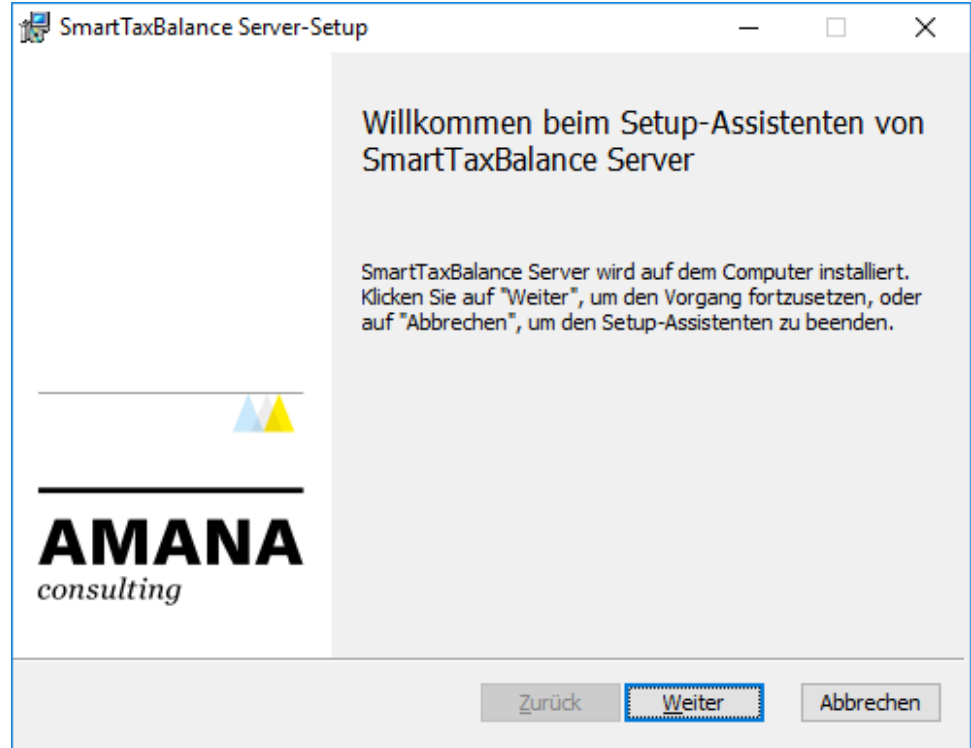 SmartTaxBalance Server-Setup
Willkommen beim Setup-Assistenten von
SmartTaxBalance Server
SmartTaxBalance Server wird auf dem Computer installiert.
Klicken Sie auf "Weiter", um den Vorgang fortzusetzen, oder
auf "Abbrechen", um den Setup-Assistenten zu beenden.
AMANA
consulting
Zurück Weiter Abbrechen